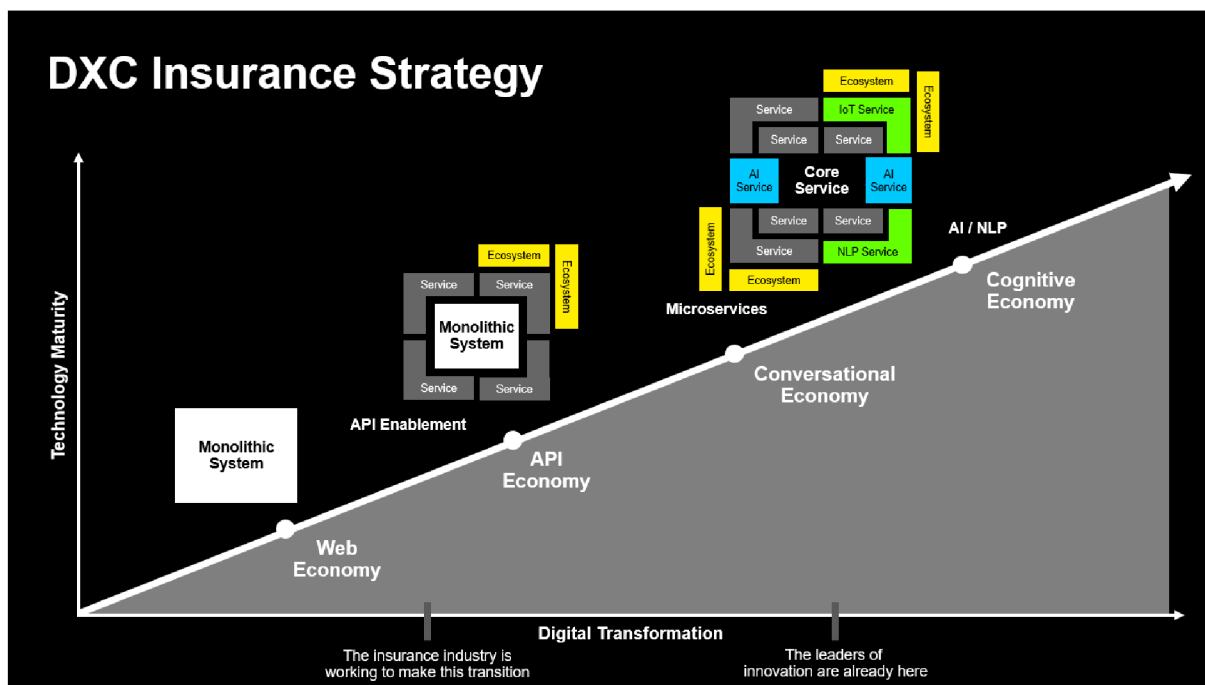 DXC Insurance Strategy
Technology Maturity
Monolithic
System
Web
Economy
Ecosystem
Ecosystem
Service
Service
Monolithic
System
Service
Service
API Enablement
API
Economy
Ecosystem
Ecosystem
Service
IoT Service
Service
Service
AI
Service
Core
Service
AI
Service
Service
Service
Service
NLP Service
Ecosystem
Ecosystem
Microservices
Conversational
Economy
AI / NLP
Cognitive
Economy
Digital Transformation
The insurance industry is
working to make this transition
The leaders of
innovation are already here